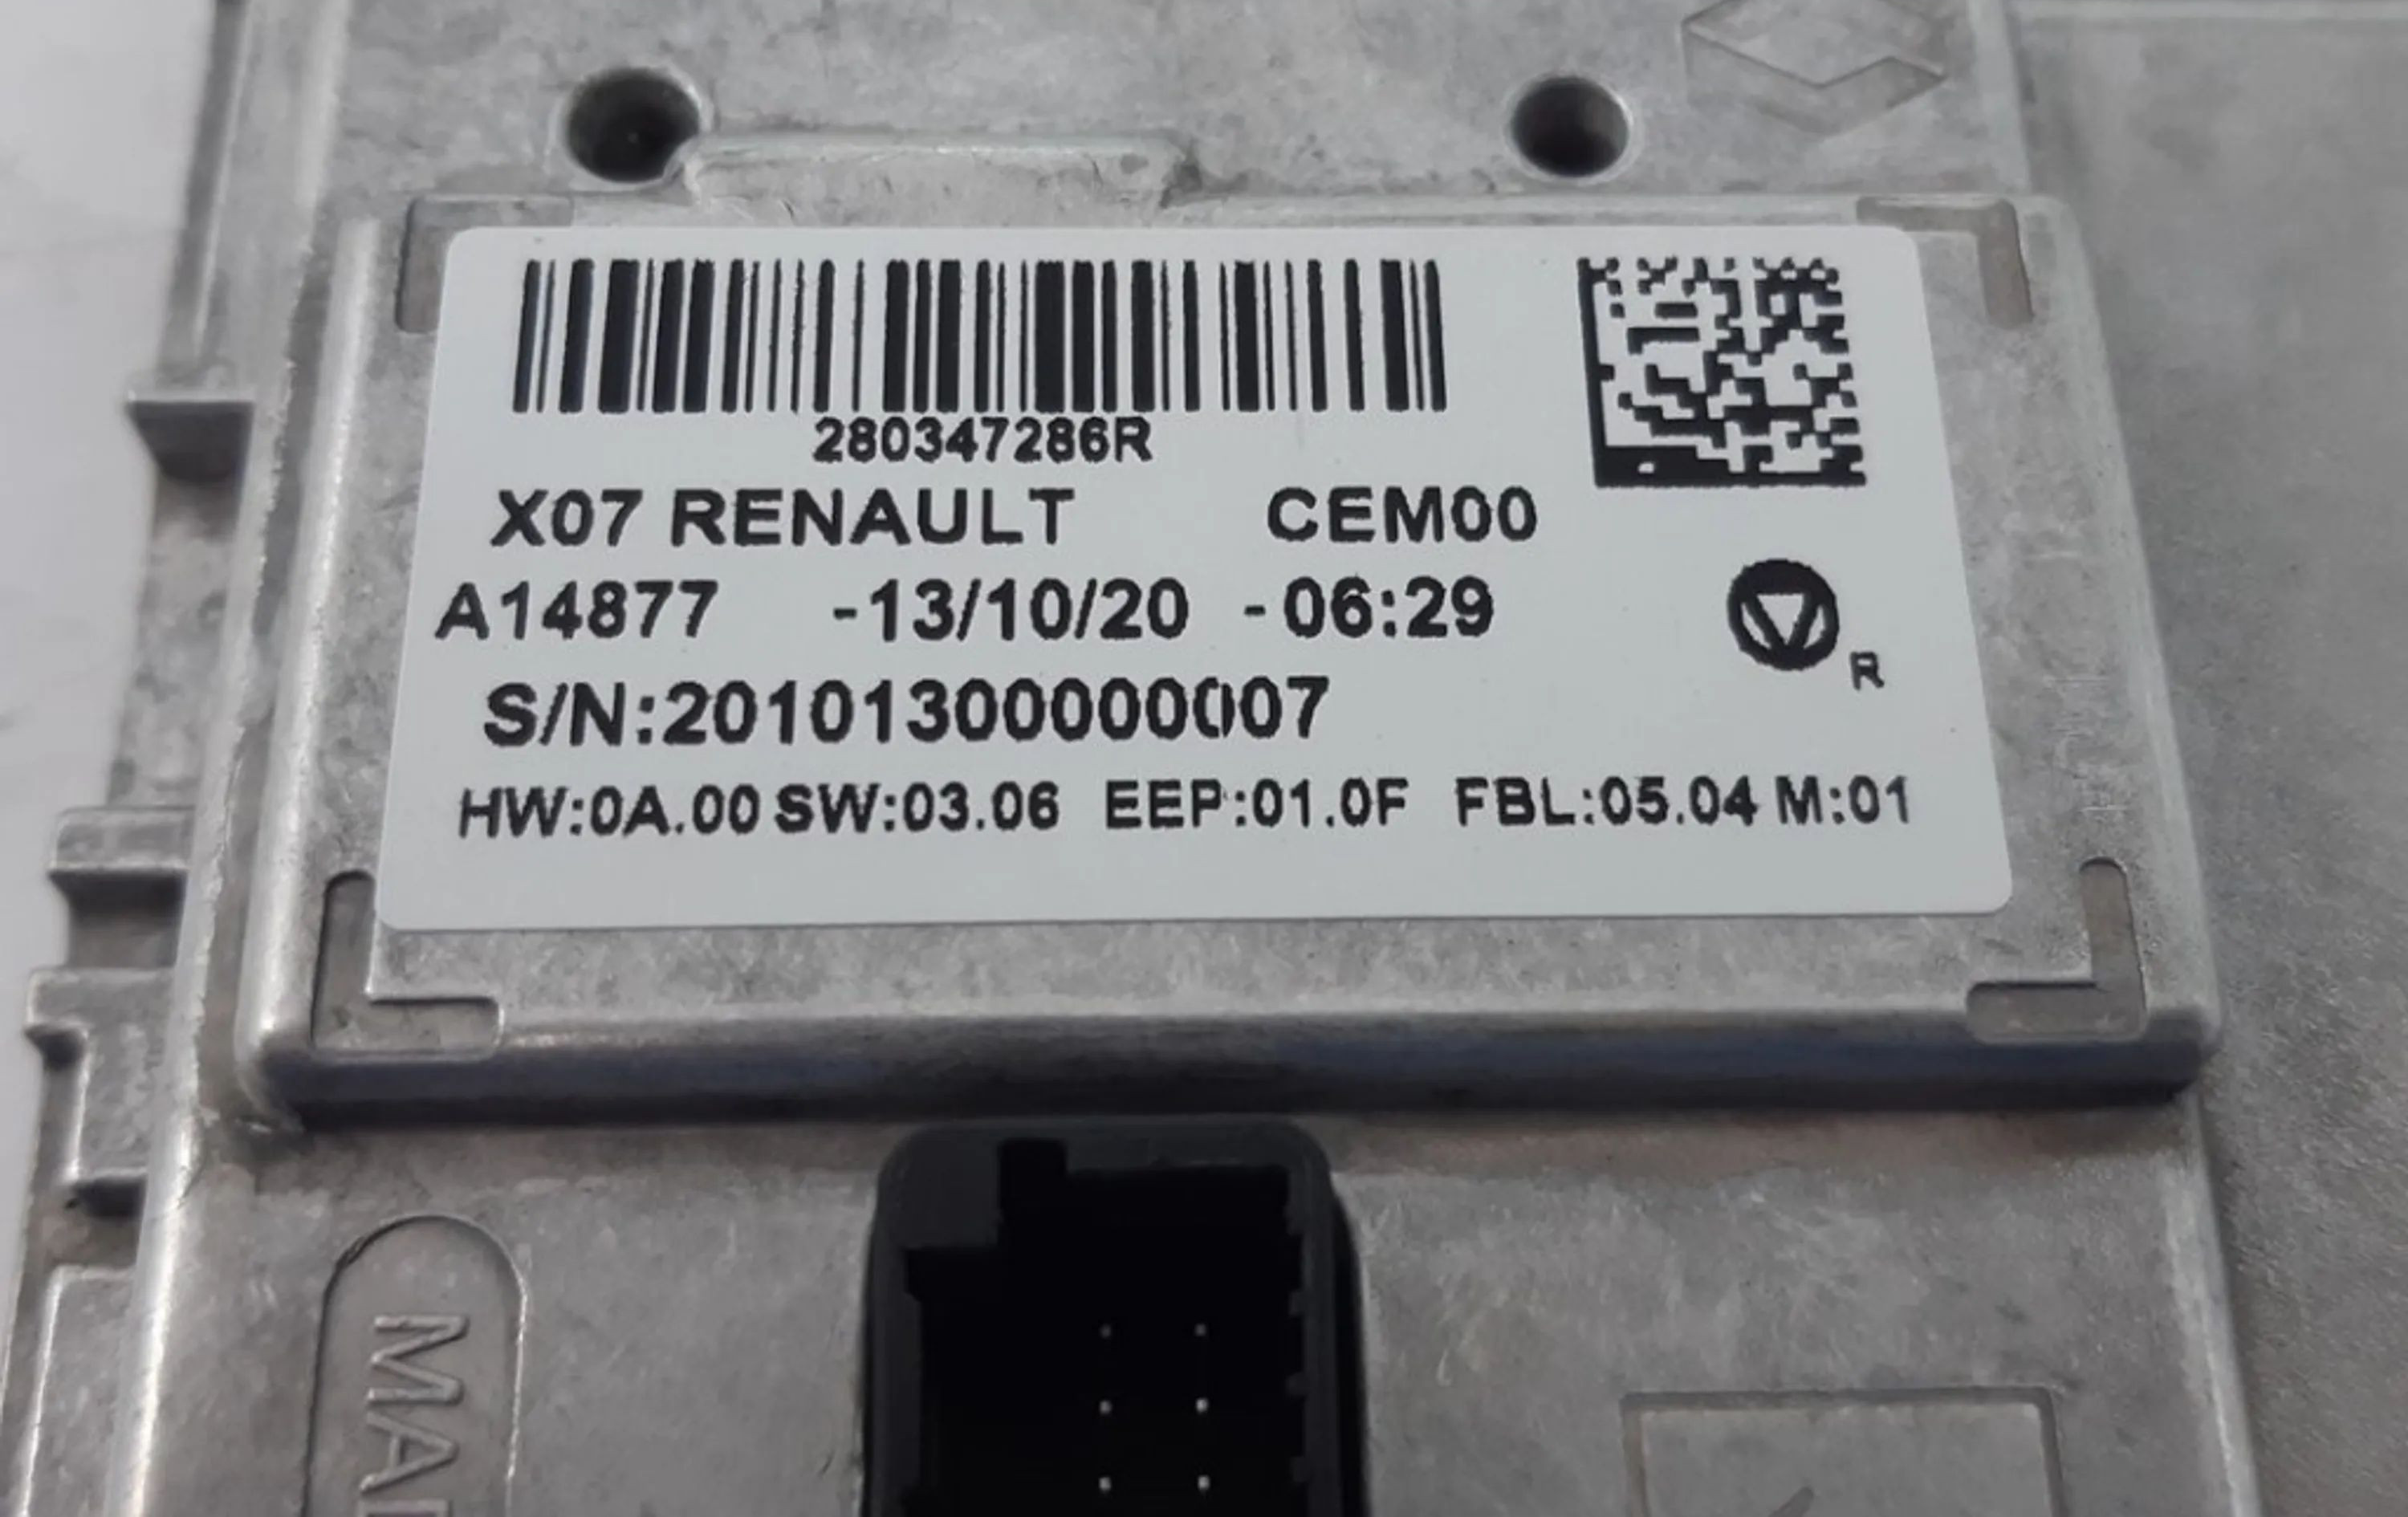 280347286R
X07 RENAULT CEM00
A14877 -13/10/20 -06:29
R
S/N:201013000000007
HW:0A.00 SW:03.06 EEP:01.0F FBL:05.04 M:01